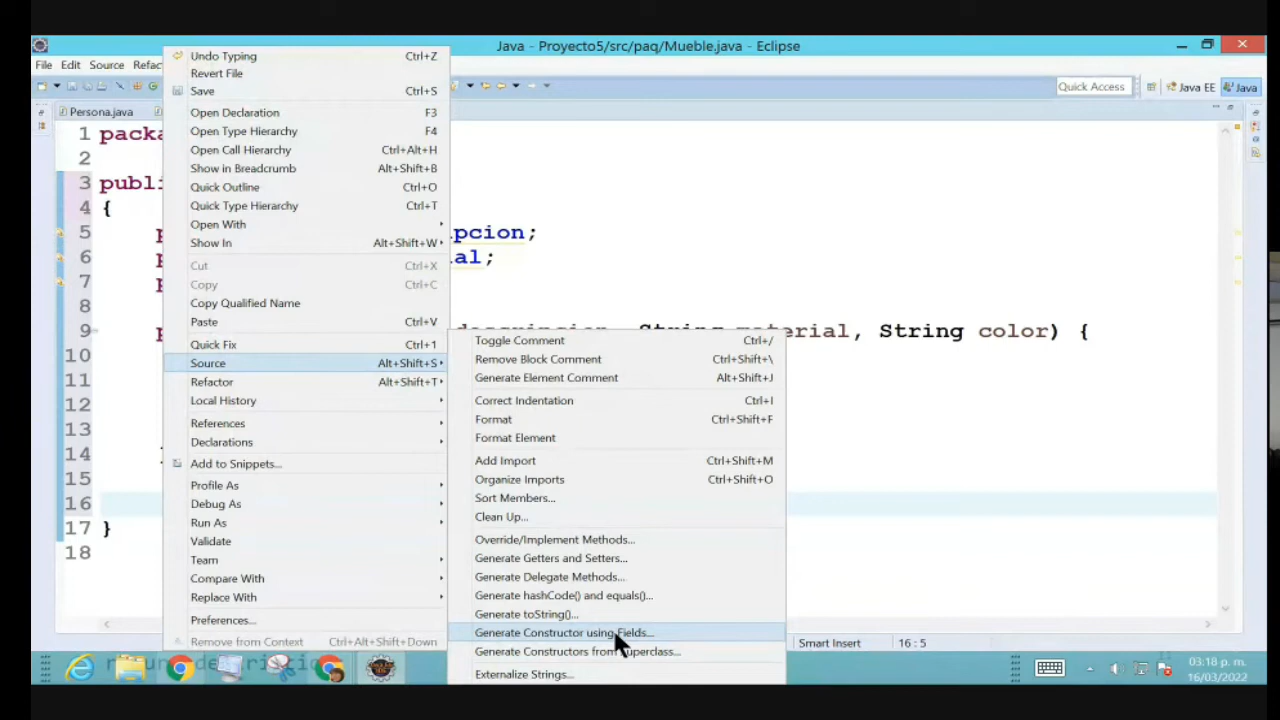 Java - Proyecto5/src/paq/Mueble.java - Eclipse
File Edit Source Refac
Quick Access Java EE Java
Persona.java
1 packa
2
3 publi
4 {
5 p pcion;
6 p ial;
7 p
8
9 p descripcion, String material, String color) {
10
11
12
13
14
15
16
17 }
18
Undo Typing Ctrl+Z
Revert File
Save Ctrl+S
Open Declaration F3
Open Type Hierarchy F4
Open Call Hierarchy Ctrl+Alt+H
Show in Breadcrumb Alt+Shift+B
Quick Outline Ctrl+O
Quick Type Hierarchy Ctrl+T
Open With
Show In Alt+Shift+W
Cut Ctrl+X
Copy Ctrl+C
Copy Qualified Name
Paste Ctrl+V
Quick Fix Ctrl+1
Source Alt+Shift+S
Refactor Alt+Shift+T
Local History
References
Declarations
Add to Snippets...
Profile As
Debug As
Run As
Validate
Team
Compare With
Replace With
Preferences...
Remove from Context Ctrl+Alt+Shift+Down
Toggle Comment Ctrl+/
Remove Block Comment Ctrl+Shift+\
Generate Element Comment Alt+Shift+J
Correct Indentation Ctrl+I
Format Ctrl+Shift+F
Format Element
Add Import Ctrl+Shift+M
Organize Imports Ctrl+Shift+O
Sort Members...
Clean Up...
Override/Implement Methods...
Generate Getters and Setters...
Generate Delegate Methods...
Generate hashCode() and equals()...
Generate toString()...
Generate Constructor using Fields...
Generate Constructors from Superclass...
Externalize Strings...
Smart Insert 16 : 5
03:18 p. m.
16/03/2022